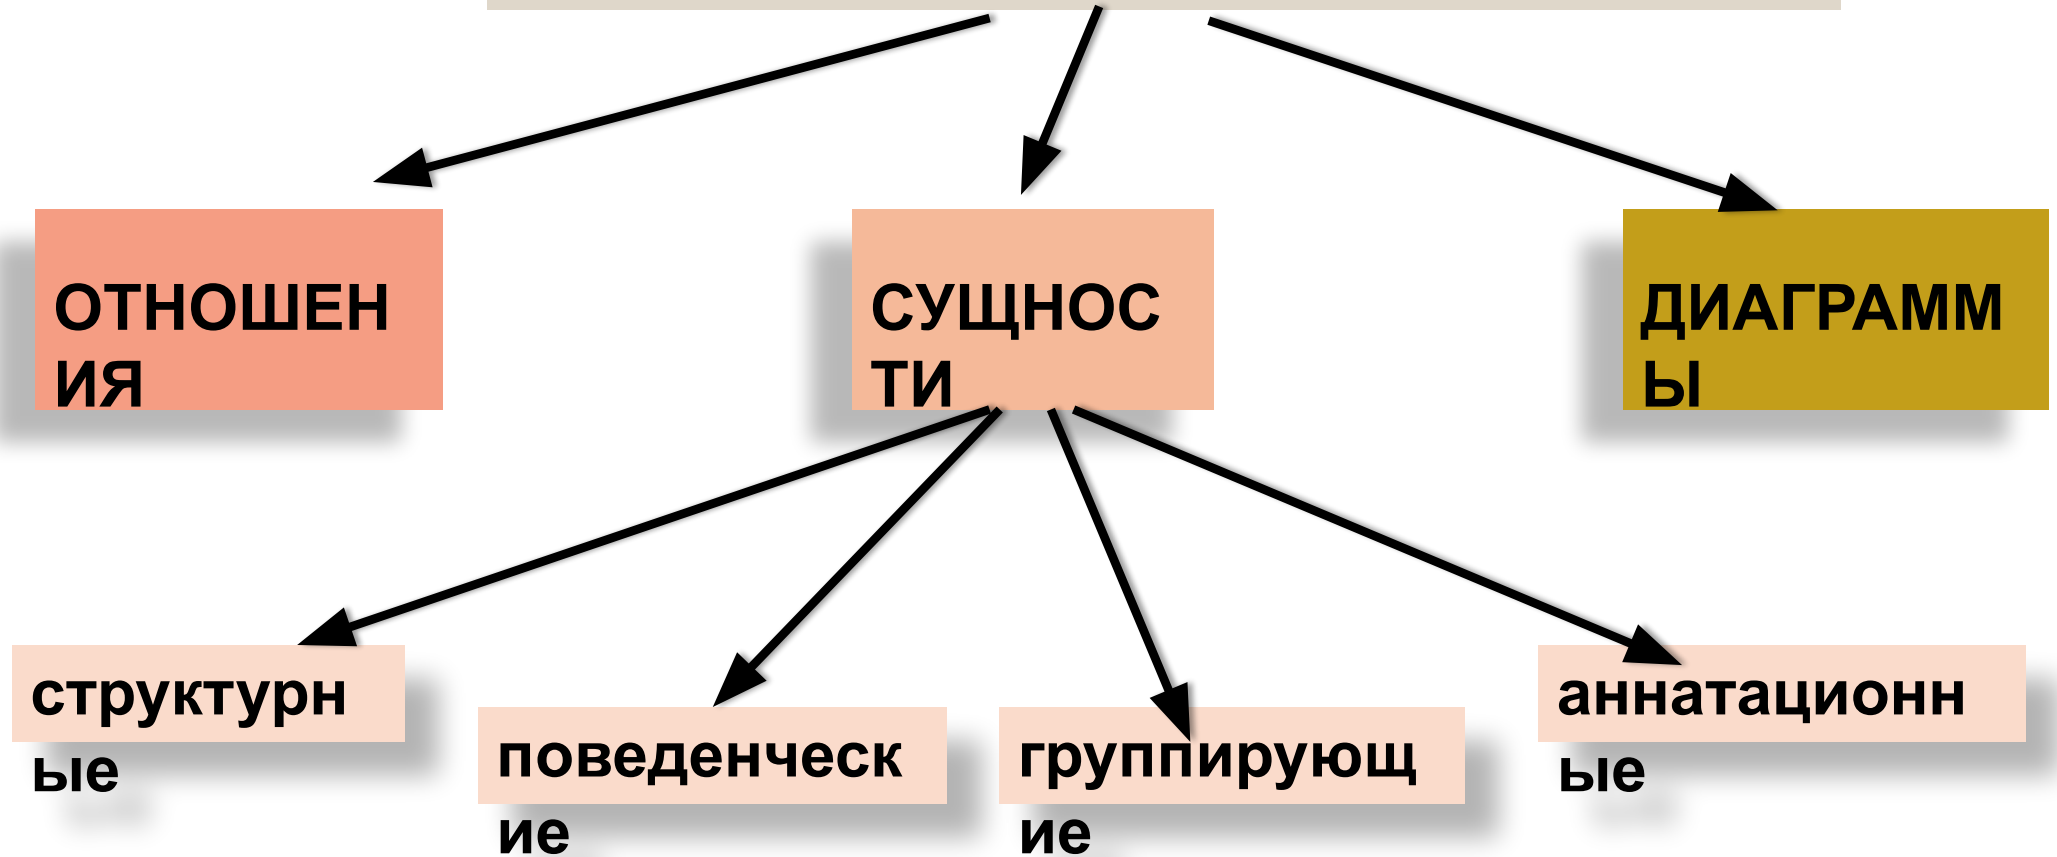 ОТНОШЕН
ИЯ
СУЩНОС
ТИ
ДИАГРАММ
Ы
структурн
ые
поведенческ
ие
группирующ
ие
аннатационн
ые